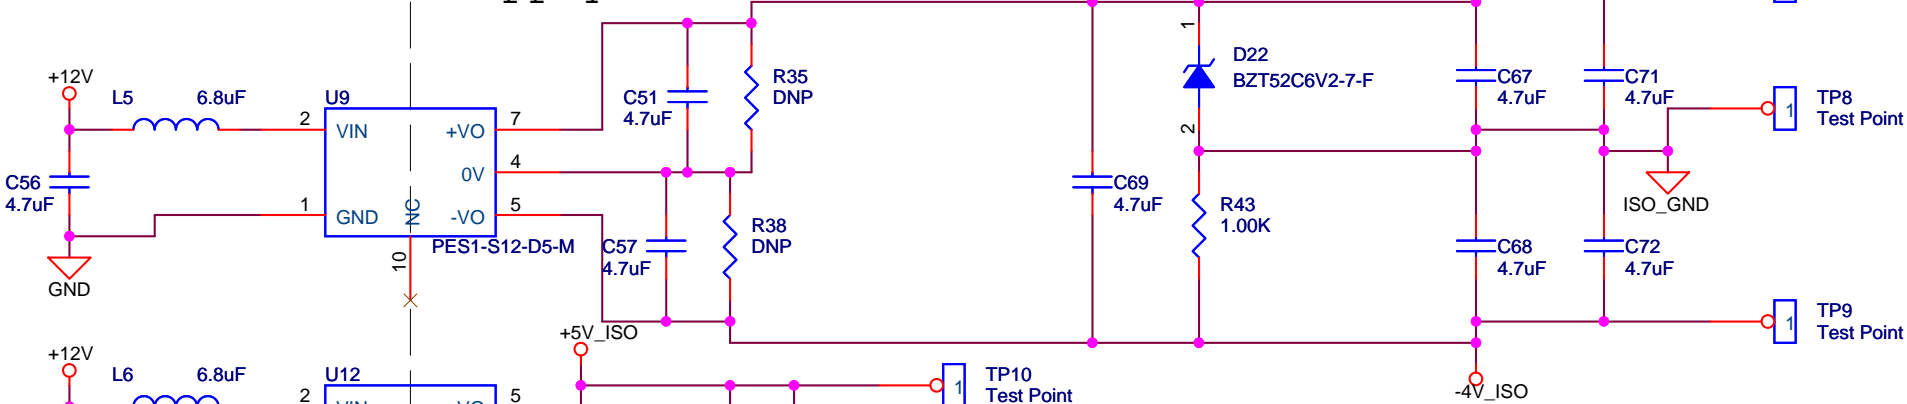 +12V
L5
6.8uF
U9
2
VIN
+VO
7
0V
4
1
GND
NC
-VO
5
PES1-S12-D5-M
10
C56
4.7uF
GND
C51
4.7uF
R35
DNP
C57
4.7uF
R38
DNP
C69
4.7uF
1
D22
BZT52C6V2-7-F
2
R43
1.00K
C67
4.7uF
C71
4.7uF
C68
4.7uF
C72
4.7uF
1
TP8
Test Point
ISO_GND
1
TP9
Test Point
-4V_ISO
+5V_ISO
1
TP10
Test Point
+12V
L6
6.8uF
U12
2
VIN
VO
5